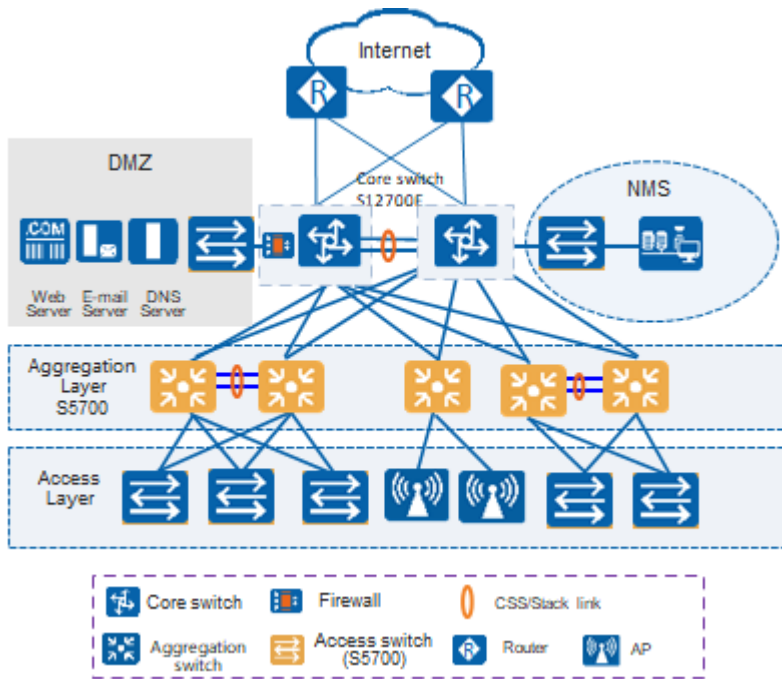 Internet
R
R
DMZ
Core switch
S12700E
NMS
.COM
Web
Server
E-mail
Server
DNS
Server
Aggregation
Layer
S5700
Access
Layer
Core switch
Firewall
CSS/Stack link
Aggregation
switch
Access switch
(S5700)
R
Router
AP